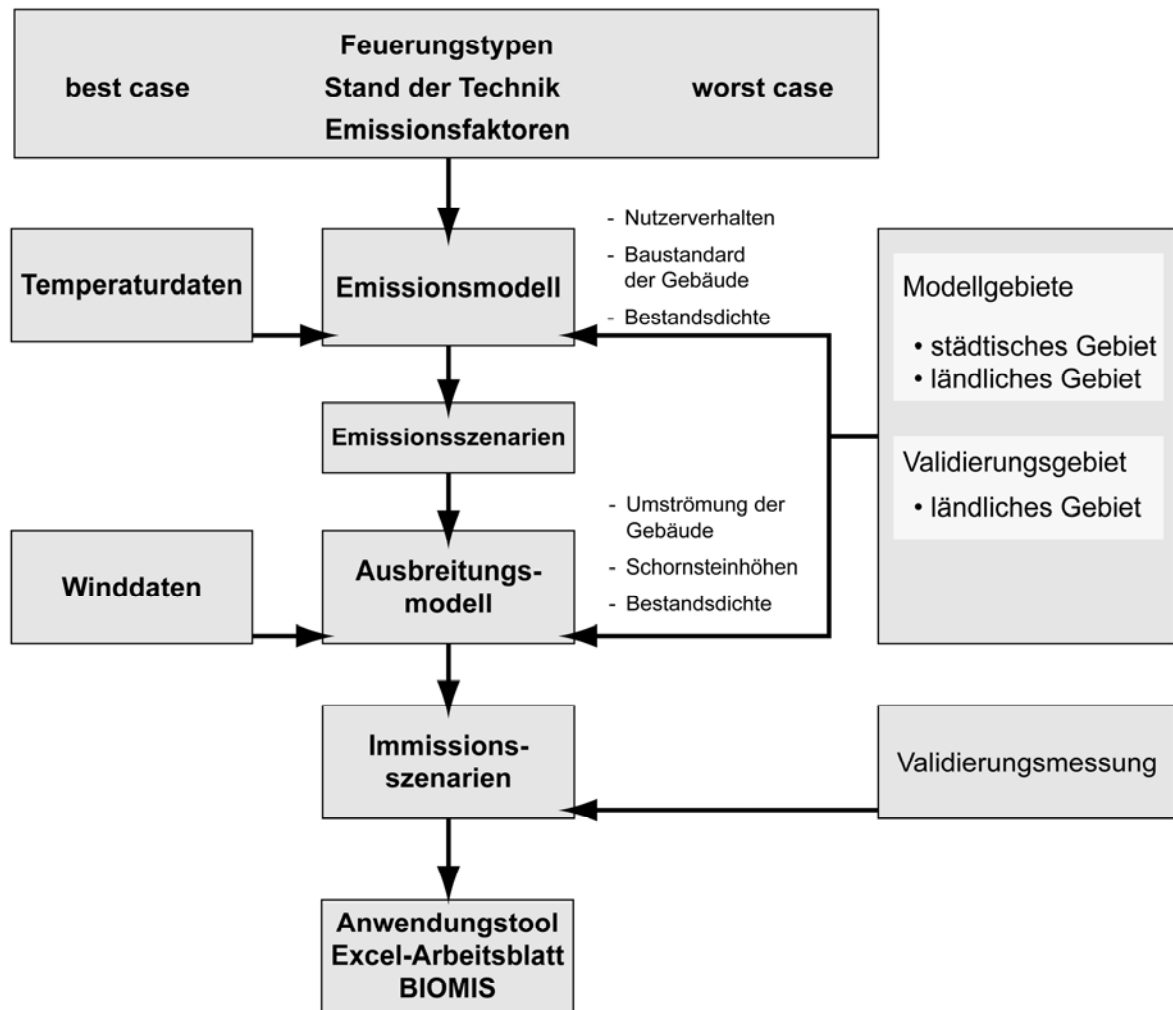 Feuerungstypen
best case Stand der Technik worst case
Emissionsfaktoren
- Nutzerverhalten
- Baustandard
der Gebäude
- Bestandsdichte
Temperaturdaten
Emissionsmodell
Modellgebiete
• städtisches Gebiet
• ländliches Gebiet
Emissionsszenarien
Validierungsgebiet
• ländliches Gebiet
- Umströmung der
Gebäude
- Schornsteinhöhen
- Bestandsdichte
Winddaten
Ausbreitungs-
modell
Immissions-
szenarien
Validierungsmessung
Anwendungstool
Excel-Arbeitsblatt
BIOMIS